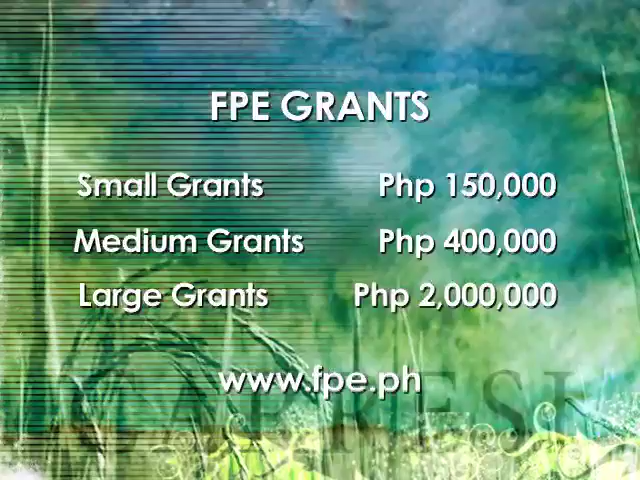 FPE GRANTS
Small Grants Php 150,000
Medium Grants Php 400,000
Large Grants Php 2,000,000
www.fpe.ph